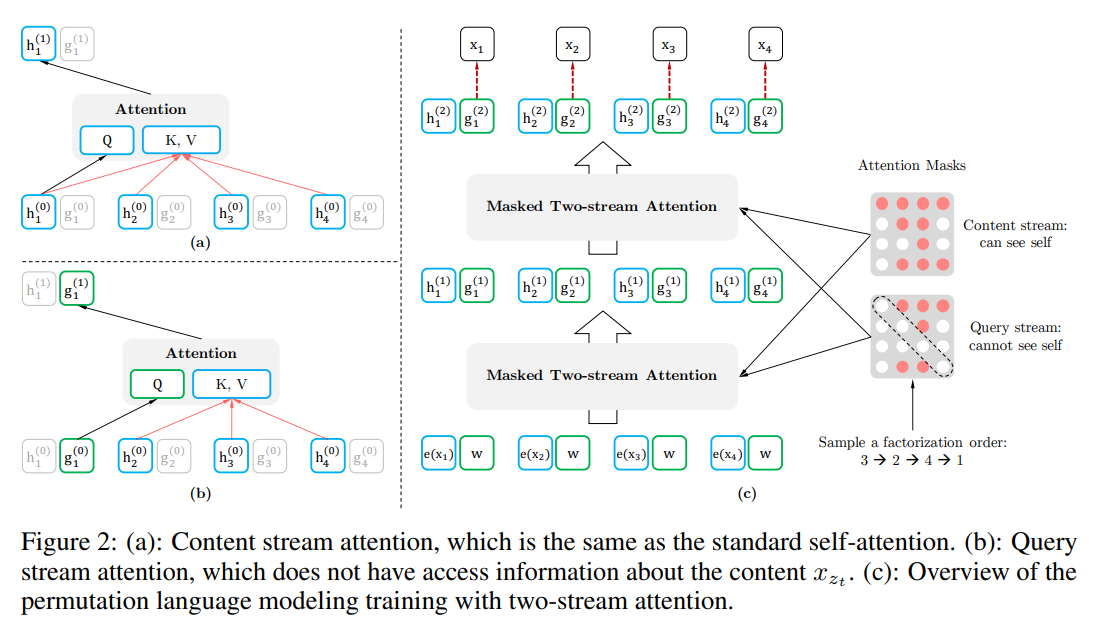 h₁⁽¹⁾ g₁⁽¹⁾
Attention
Q K, V
h₁⁽⁰⁾ g₁⁽⁰⁾ h₂⁽⁰⁾ g₂⁽⁰⁾ h₃⁽⁰⁾ g₃⁽⁰⁾ h₄⁽⁰⁾ g₄⁽⁰⁾
(a)
h₁⁽¹⁾ g₁⁽¹⁾
Attention
Q K, V
h₁⁽⁰⁾ g₁⁽⁰⁾ h₂⁽⁰⁾ g₂⁽⁰⁾ h₃⁽⁰⁾ g₃⁽⁰⁾ h₄⁽⁰⁾ g₄⁽⁰⁾
(b)
x₁ x₂ x₃ x₄
h₁⁽²⁾ g₁⁽²⁾ h₂⁽²⁾ g₂⁽²⁾ h₃⁽²⁾ g₃⁽²⁾ h₄⁽²⁾ g₄⁽²⁾
Masked Two-stream Attention
h₁⁽¹⁾ g₁⁽¹⁾ h₂⁽¹⁾ g₂⁽¹⁾ h₃⁽¹⁾ g₃⁽¹⁾ h₄⁽¹⁾ g₄⁽¹⁾
Masked Two-stream Attention
e(x₁) w e(x₂) w e(x₃) w e(x₄) w
(c)
Attention Masks
Content stream:
can see self
Query stream:
cannot see self
Sample a factorization order:
3 → 2 → 4 → 1
Figure 2: (a): Content stream attention, which is the same as the standard self-attention. (b): Query
stream attention, which does not have access information about the content x_{z_t}. (c): Overview of the
permutation language modeling training with two-stream attention.